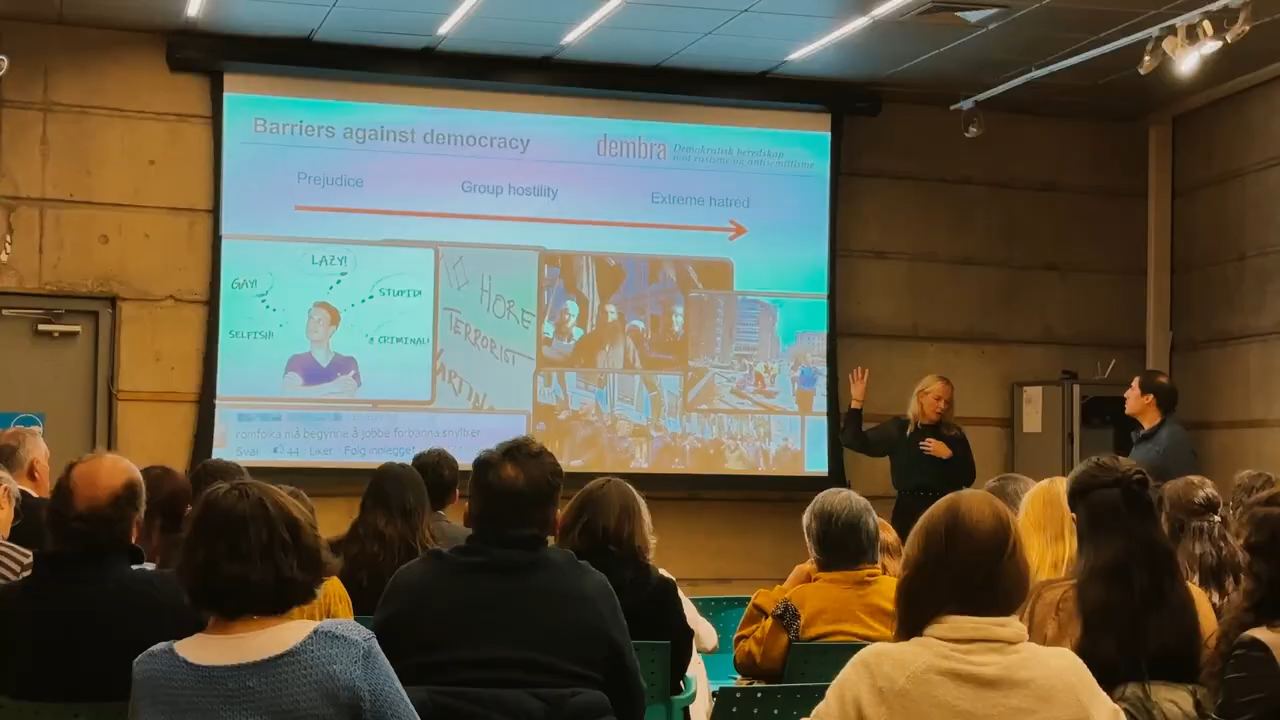 Barriers against democracy
dembra
Demokratisk beredskap
mot rasisme og antisemittisme
Prejudice
Group hostility
Extreme hatred
LAZY!
GAY!
STUPID!
SELFISH!
CRIMINAL!
HORE
TERRORIST
romfolka må begynne å jobbe forbanna snyltrer
Svar 44 Liker Følg innlegget